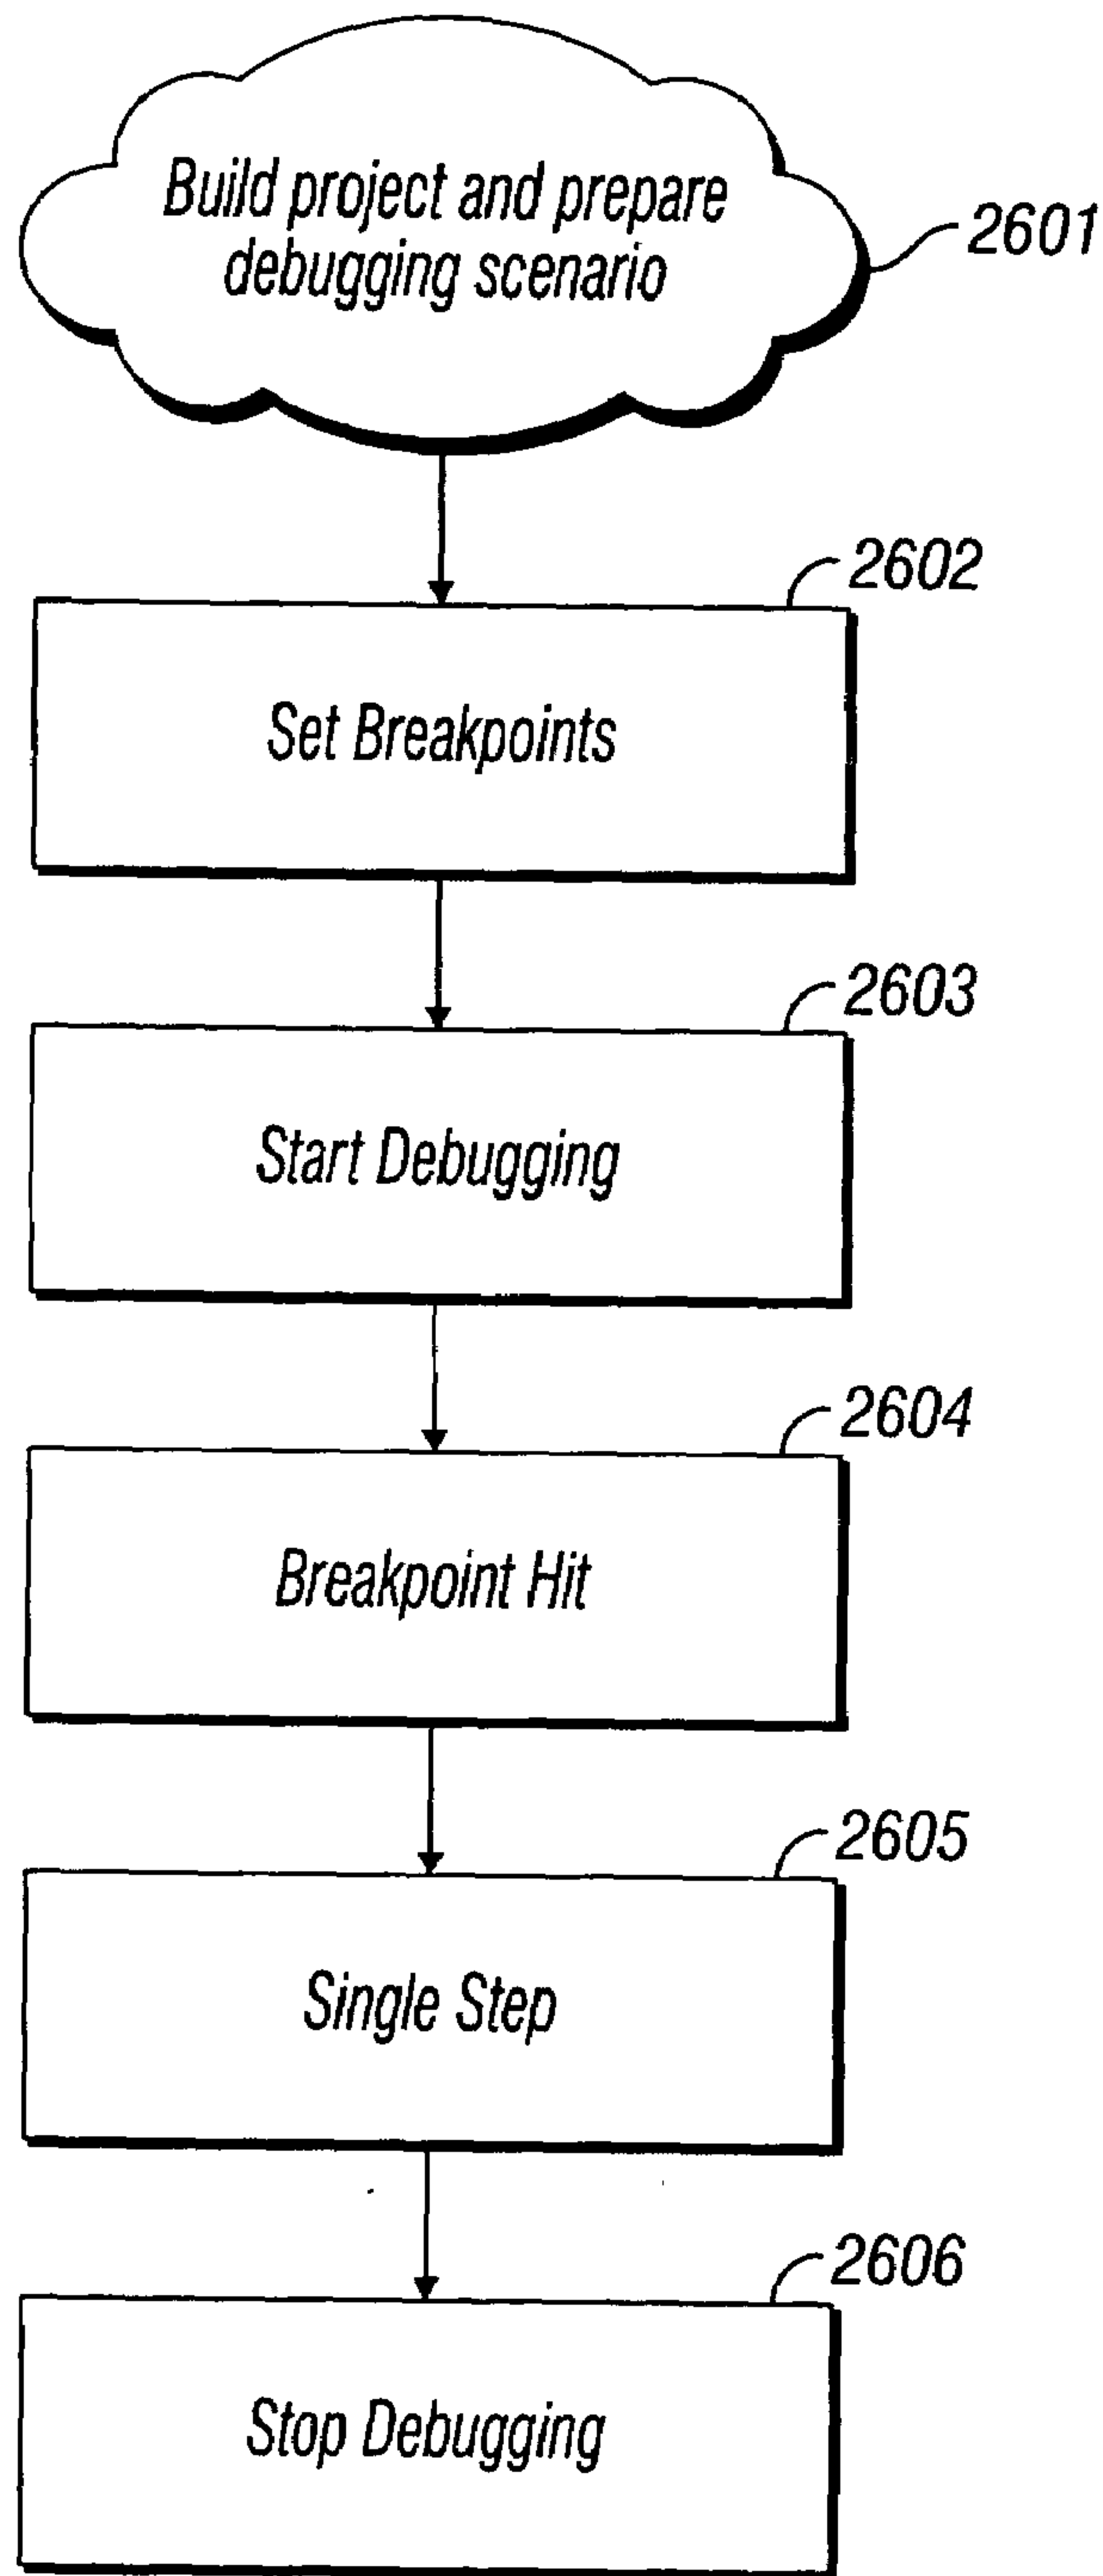 Build project and prepare
debugging scenario
2601
2602
Set Breakpoints
2603
Start Debugging
2604
Breakpoint Hit
2605
Single Step
2606
Stop Debugging